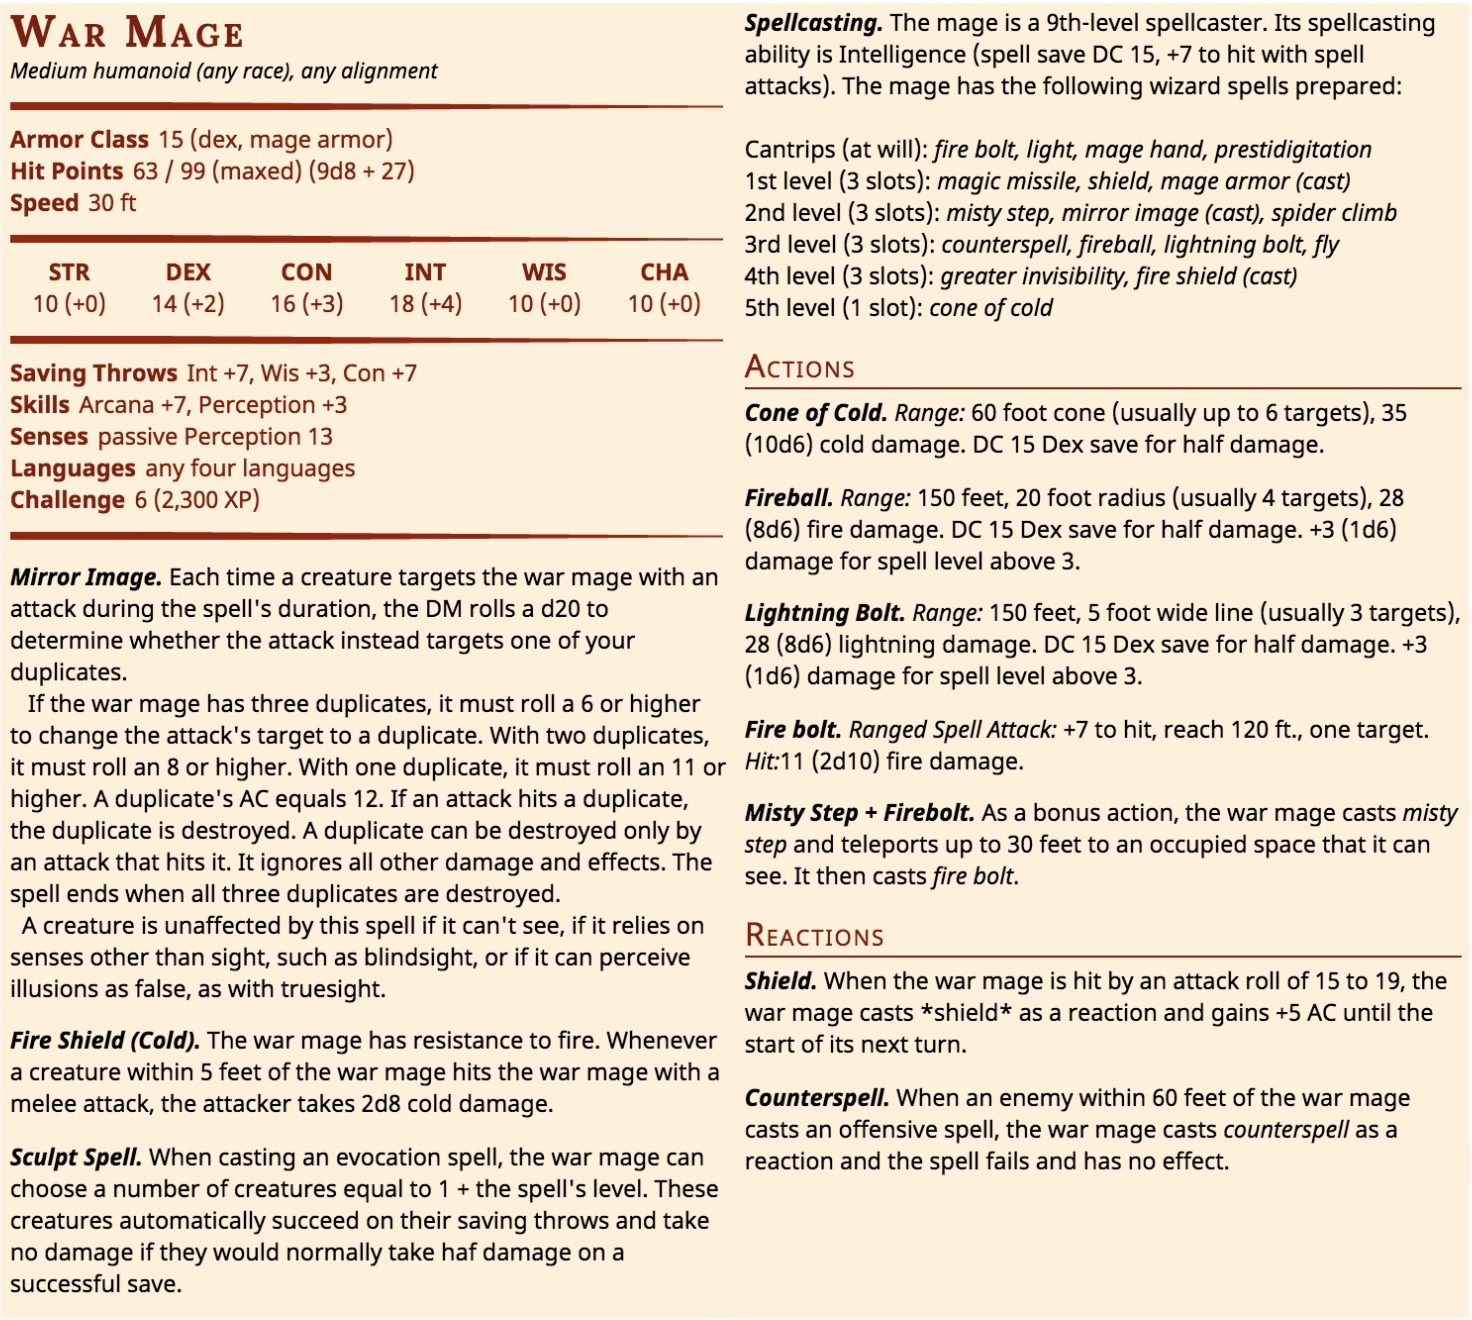 War Mage
Medium humanoid (any race), any alignment
Armor Class 15 (dex, mage armor)
Hit Points 63 / 99 (maxed) (9d8 + 27)
Speed 30 ft
STR DEX CON INT WIS CHA
10 (+0) 14 (+2) 16 (+3) 18 (+4) 10 (+0) 10 (+0)
Saving Throws Int +7, Wis +3, Con +7
Skills Arcana +7, Perception +3
Senses passive Perception 13
Languages any four languages
Challenge 6 (2,300 XP)
Mirror Image. Each time a creature targets the war mage with an
attack during the spell's duration, the DM rolls a d20 to
determine whether the attack instead targets one of your
duplicates.
If the war mage has three duplicates, it must roll a 6 or higher
to change the attack's target to a duplicate. With two duplicates,
it must roll an 8 or higher. With one duplicate, it must roll an 11 or
higher. A duplicate's AC equals 12. If an attack hits a duplicate,
the duplicate is destroyed. A duplicate can be destroyed only by
an attack that hits it. It ignores all other damage and effects. The
spell ends when all three duplicates are destroyed.
A creature is unaffected by this spell if it can't see, if it relies on
senses other than sight, such as blindsight, or if it can perceive
illusions as false, as with truesight.
Fire Shield (Cold). The war mage has resistance to fire. Whenever
a creature within 5 feet of the war mage hits the war mage with a
melee attack, the attacker takes 2d8 cold damage.
Sculpt Spell. When casting an evocation spell, the war mage can
choose a number of creatures equal to 1 + the spell's level. These
creatures automatically succeed on their saving throws and take
no damage if they would normally take haf damage on a
successful save.
Spellcasting. The mage is a 9th-level spellcaster. Its spellcasting
ability is Intelligence (spell save DC 15, +7 to hit with spell
attacks). The mage has the following wizard spells prepared:
Cantrips (at will): fire bolt, light, mage hand, prestidigitation
1st level (3 slots): magic missile, shield, mage armor (cast)
2nd level (3 slots): misty step, mirror image (cast), spider climb
3rd level (3 slots): counterspell, fireball, lightning bolt, fly
4th level (3 slots): greater invisibility, fire shield (cast)
5th level (1 slot): cone of cold
Actions
Cone of Cold. Range: 60 foot cone (usually up to 6 targets), 35
(10d6) cold damage. DC 15 Dex save for half damage.
Fireball. Range: 150 feet, 20 foot radius (usually 4 targets), 28
(8d6) fire damage. DC 15 Dex save for half damage. +3 (1d6)
damage for spell level above 3.
Lightning Bolt. Range: 150 feet, 5 foot wide line (usually 3 targets),
28 (8d6) lightning damage. DC 15 Dex save for half damage. +3
(1d6) damage for spell level above 3.
Fire bolt. Ranged Spell Attack: +7 to hit, reach 120 ft., one target.
Hit:11 (2d10) fire damage.
Misty Step + Firebolt. As a bonus action, the war mage casts misty
step and teleports up to 30 feet to an occupied space that it can
see. It then casts fire bolt.
Reactions
Shield. When the war mage is hit by an attack roll of 15 to 19, the
war mage casts *shield* as a reaction and gains +5 AC until the
start of its next turn.
Counterspell. When an enemy within 60 feet of the war mage
casts an offensive spell, the war mage casts counterspell as a
reaction and the spell fails and has no effect.